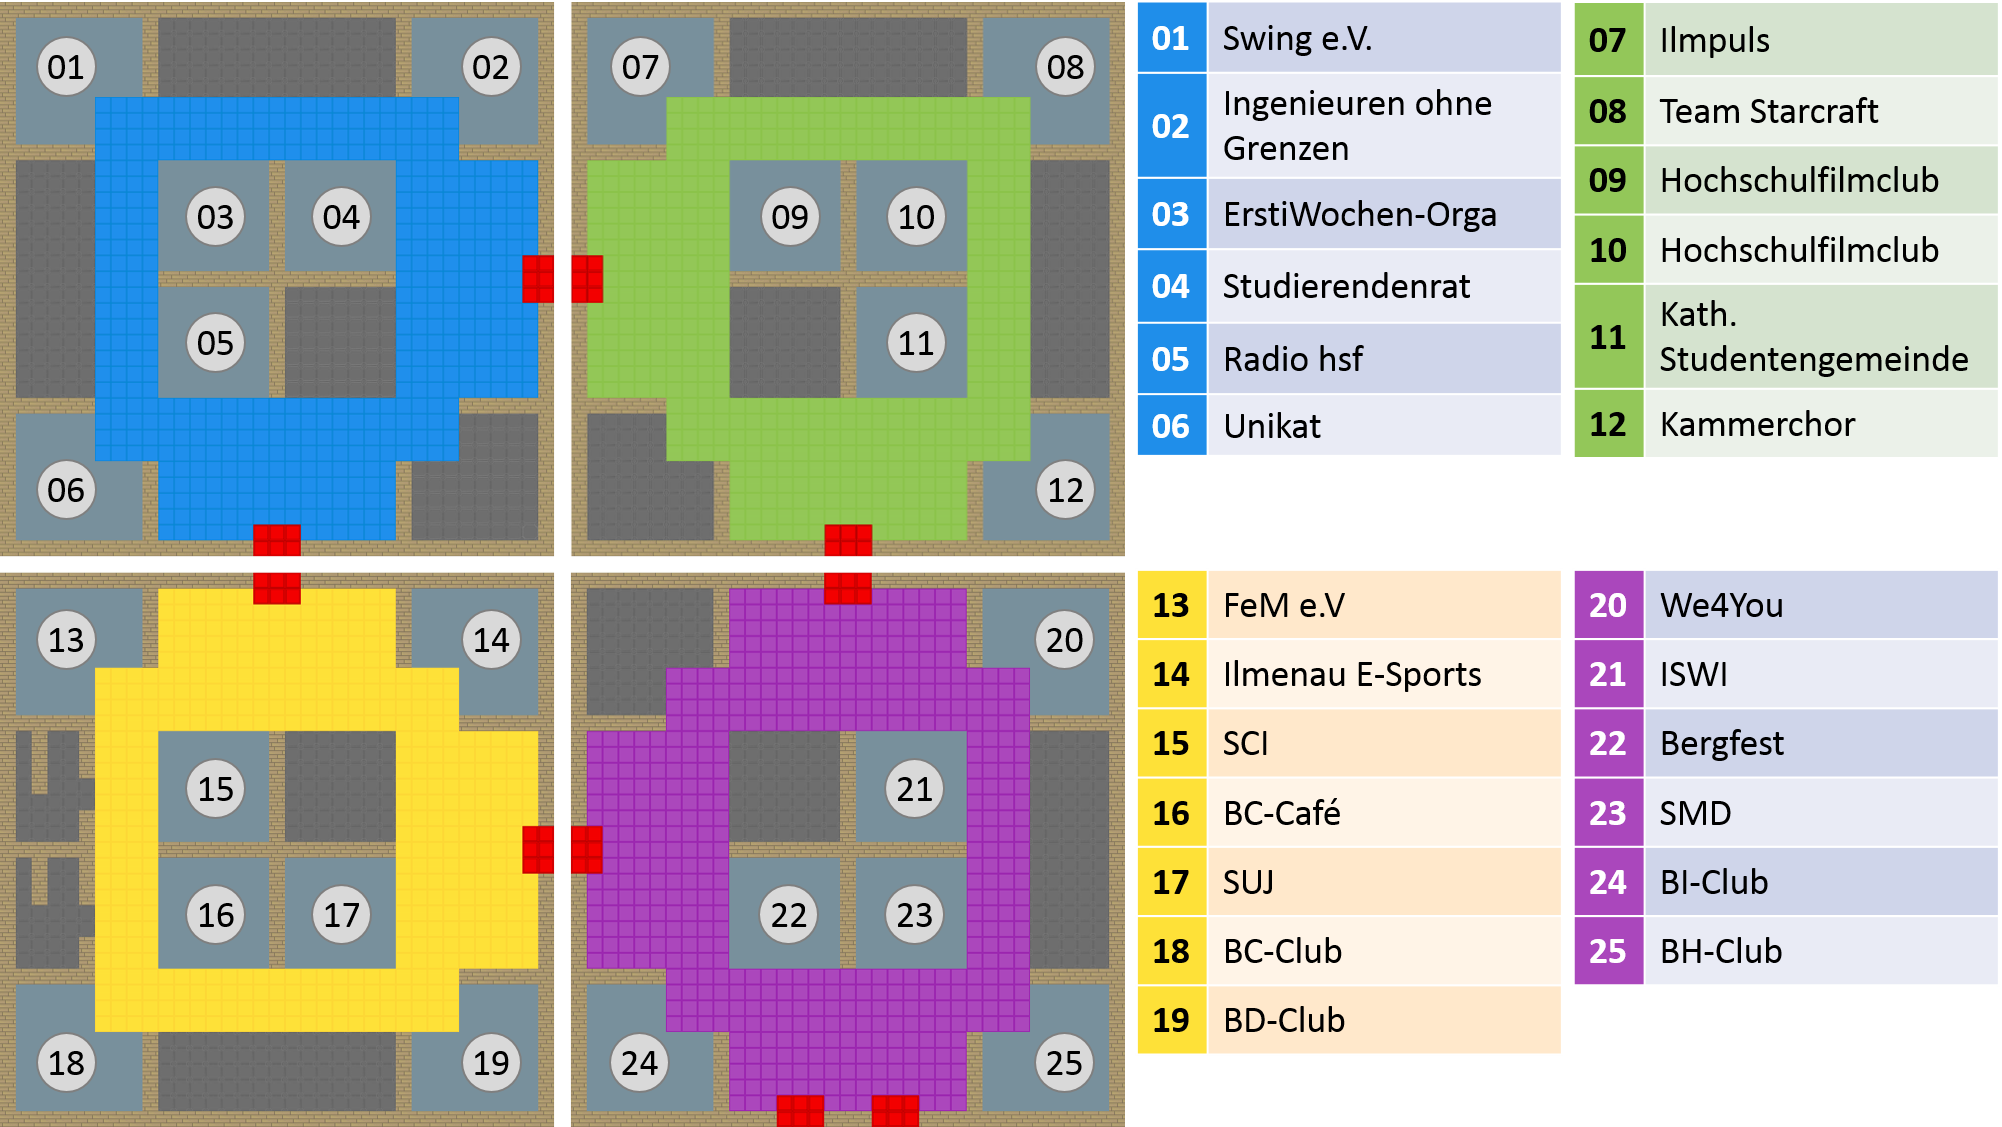 01
02
03
04
05
06
07
08
09
10
11
12
13
14
15
16
17
18
19
20
21
22
23
24
25
01 Swing e.V.
02 Ingenieuren ohne
Grenzen
03 ErstiWochen-Orga
04 Studierendenrat
05 Radio hsf
06 Unikat
07 Ilmpuls
08 Team Starcraft
09 Hochschulfilmclub
10 Hochschulfilmclub
11 Kath.
Studentengemeinde
12 Kammerchor
13 FeM e.V
14 Ilmenau E-Sports
15 SCI
16 BC-Café
17 SUJ
18 BC-Club
19 BD-Club
20 We4You
21 ISWI
22 Bergfest
23 SMD
24 BI-Club
25 BH-Club